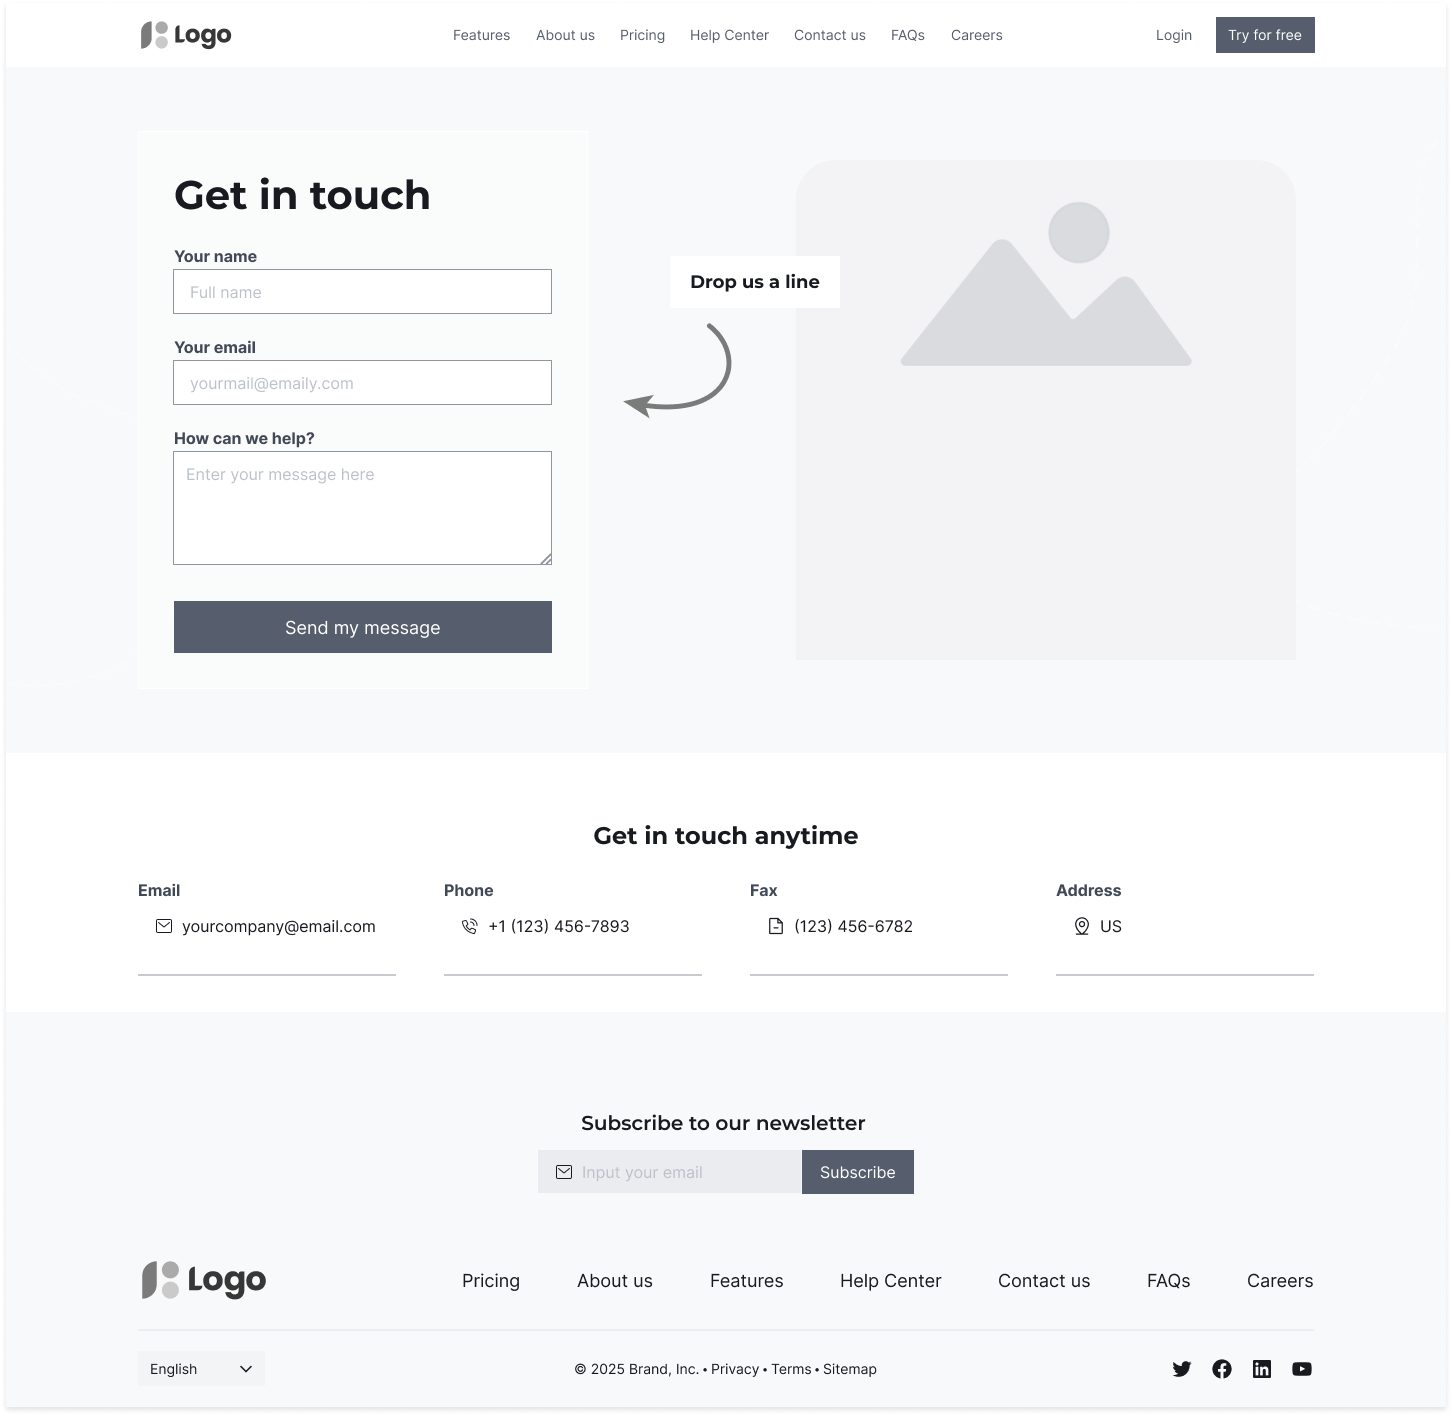 Logo
Features About us Pricing Help Center Contact us FAQs Careers
Login Try for free
Get in touch
Your name
Full name
Your email
yourmail@emaily.com
How can we help?
Enter your message here
Send my message
Drop us a line
Get in touch anytime
Email
yourcompany@email.com
Phone
+1 (123) 456-7893
Fax
(123) 456-6782
Address
US
Subscribe to our newsletter
Input your email Subscribe
Logo
Pricing About us Features Help Center Contact us FAQs Careers
English
© 2025 Brand, Inc. • Privacy • Terms • Sitemap
in